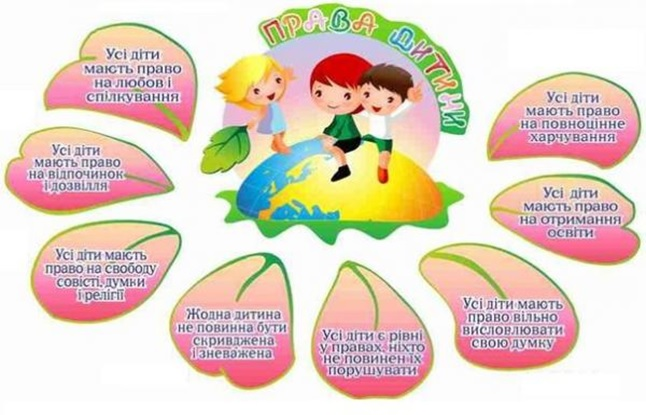 ПРАВА ДИТИНИ
Усі діти
мають право
на любов і
спілкування
Усі діти
мають право
на відпочинок
і дозвілля
Усі діти мають
право на свободу
совісті, думки
і релігії
Жодна дитина
не повинна бути
скривджена
і зневажена
Усі діти є рівні
у правах, ніхто
не повинен їх
порушувати
Усі діти мають
право вільно
висловлювати
свою думку
Усі діти
мають право
на отримання
освіти
Усі діти
мають право
на повноцінне
харчування